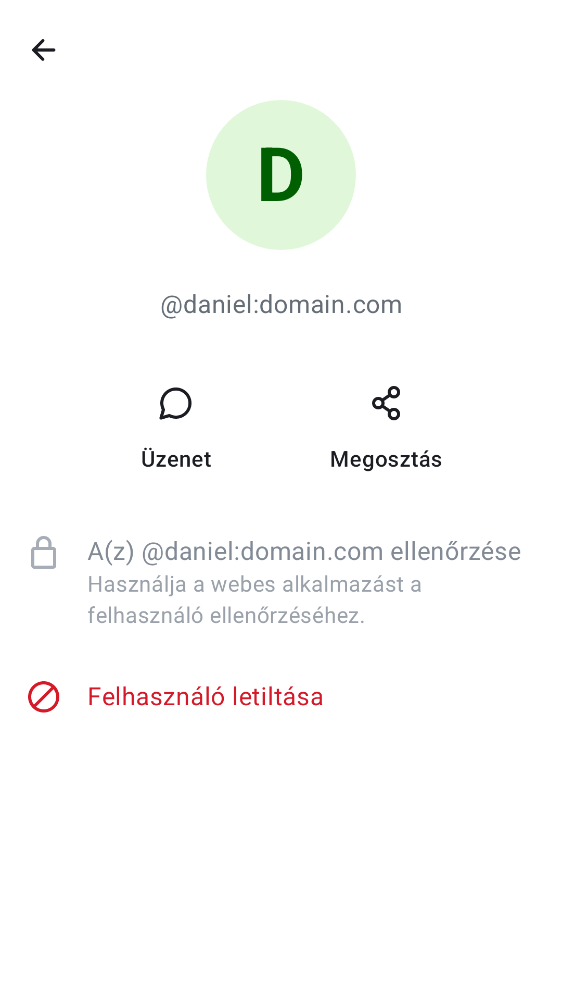 D
@daniel:domain.com
Üzenet
Megosztás
A(z) @daniel:domain.com ellenőrzése
Használja a webes alkalmazást a
felhasználó ellenőrzéséhez.
Felhasználó letiltása